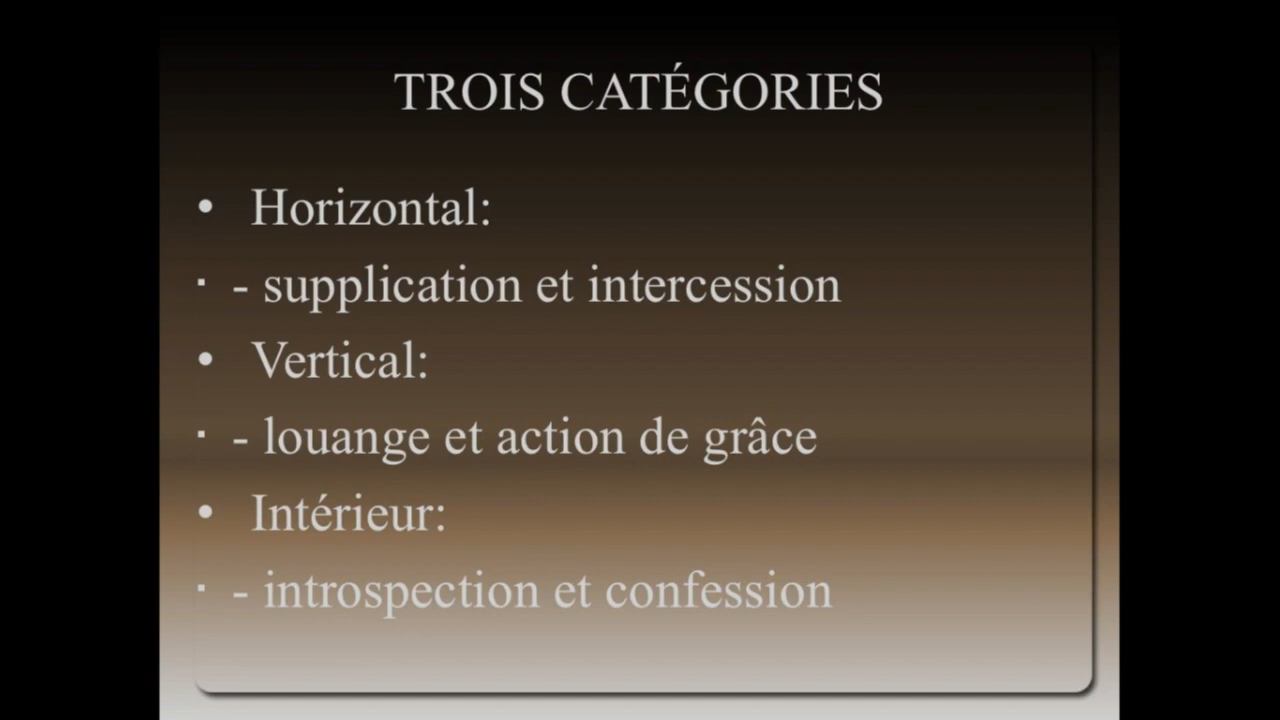 TROIS CATÉGORIES
• Horizontal:
· - supplication et intercession
• Vertical:
· - louange et action de grâce
• Intérieur:
· - introspection et confession